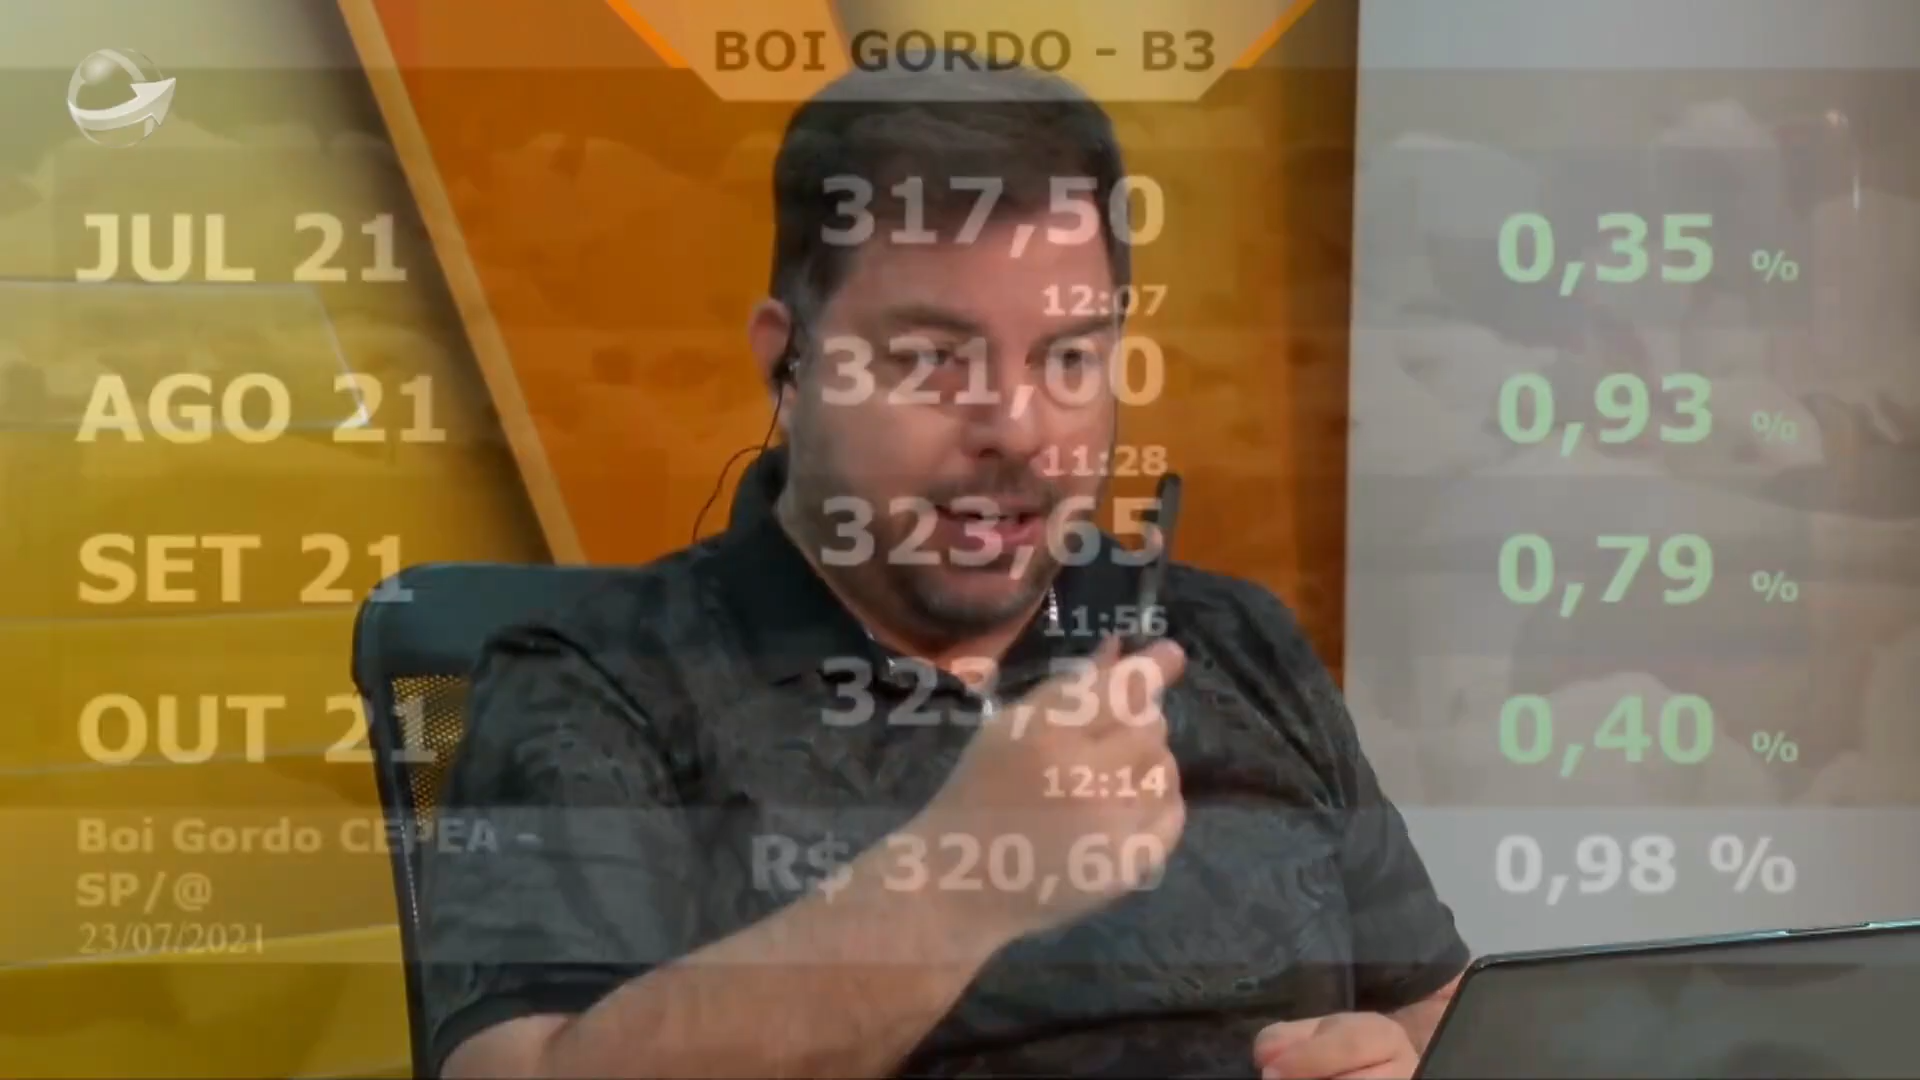 BOI GORDO - B3
JUL 21 317,50 0,35 %
12:07
AGO 21 321,00 0,93 %
11:28
SET 21 323,65 0,79 %
11:56
OUT 21 323,30 0,40 %
12:14
Boi Gordo CEPEA -
SP/@ R$ 320,60 0,98 %
23/07/2021